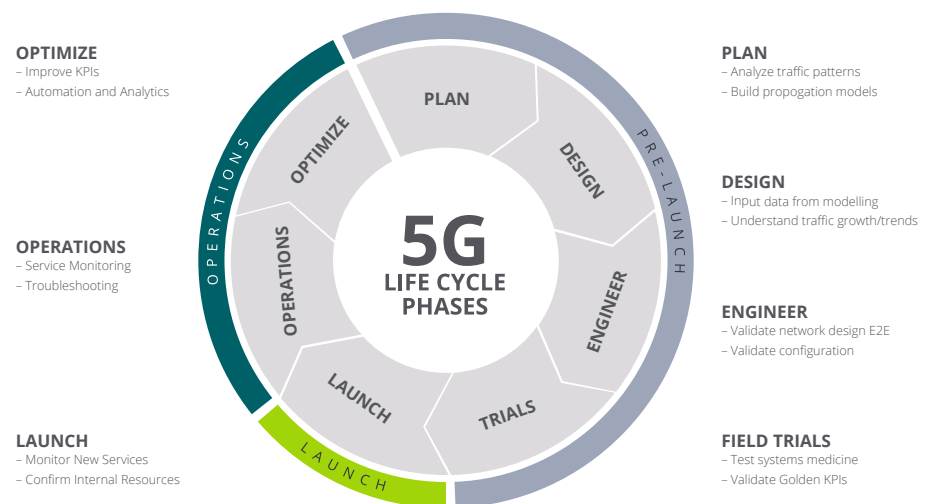 OPTIMIZE
– Improve KPIs
– Automation and Analytics
OPERATIONS
– Service Monitoring
– Troubleshooting
LAUNCH
– Monitor New Services
– Confirm Internal Resources
5G
LIFE CYCLE
PHASES
PLAN
DESIGN
ENGINEER
TRIALS
LAUNCH
OPERATIONS
OPTIMIZE
PRE-LAUNCH
LAUNCH
OPERATIONS
PLAN
– Analyze traffic patterns
– Build propogation models
DESIGN
– Input data from modelling
– Understand traffic growth/trends
ENGINEER
– Validate network design E2E
– Validate configuration
FIELD TRIALS
– Test systems medicine
– Validate Golden KPIs